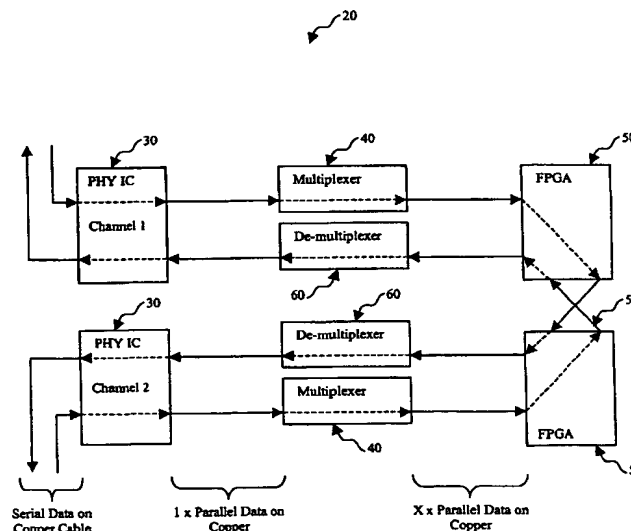 20
30
40
50
PHY IC
Multiplexer
FPGA
Channel 1
De-multiplexer
60
60
30
PHY IC
De-multiplexer
Channel 2
Multiplexer
FPGA
40
Serial Data on
Copper Cable
1 x Parallel Data on
Copper
X x Parallel Data on
Copper